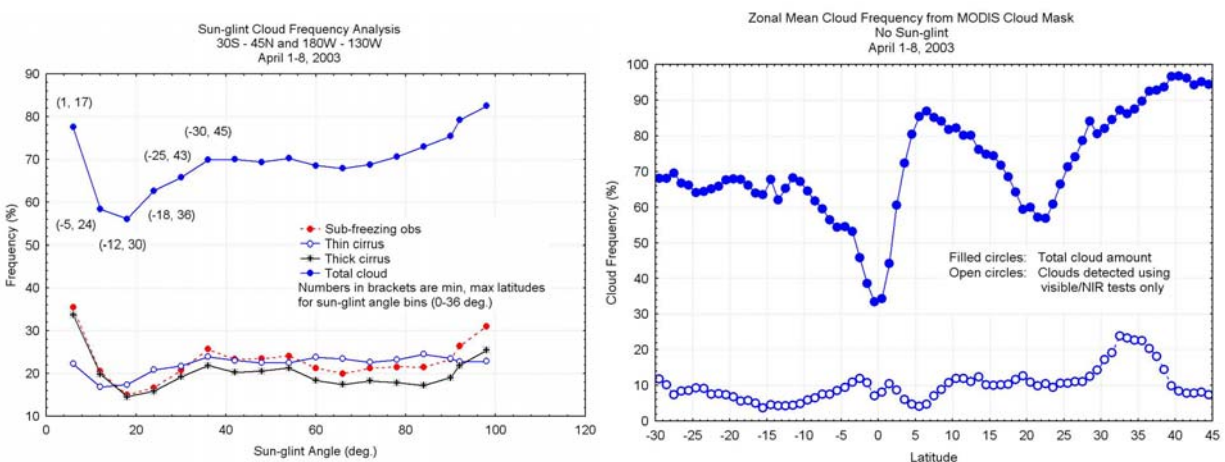 Sun-glint Cloud Frequency Analysis
30S - 45N and 180W - 130W
April 1-8, 2003
90
80
70
60
50
40
30
20
10
Frequency (%)
(1, 17)
(-5, 24)
(-12, 30)
(-18, 36)
(-25, 43)
(-30, 45)
Sub-freezing obs
Thin cirrus
Thick cirrus
Total cloud
Numbers in brackets are min, max latitudes
for sun-glint angle bins (0-36 deg.)
0 20 40 60 80 100 120
Sun-glint Angle (deg.)
Zonal Mean Cloud Frequency from MODIS Cloud Mask
No Sun-glint
April 1-8, 2003
100
90
80
70
60
50
40
30
20
10
0
Cloud Frequency (%)
Filled circles: Total cloud amount
Open circles: Clouds detected using
visible/NIR tests only
-30 -25 -20 -15 -10 -5 0 5 10 15 20 25 30 35 40 45
Latitude